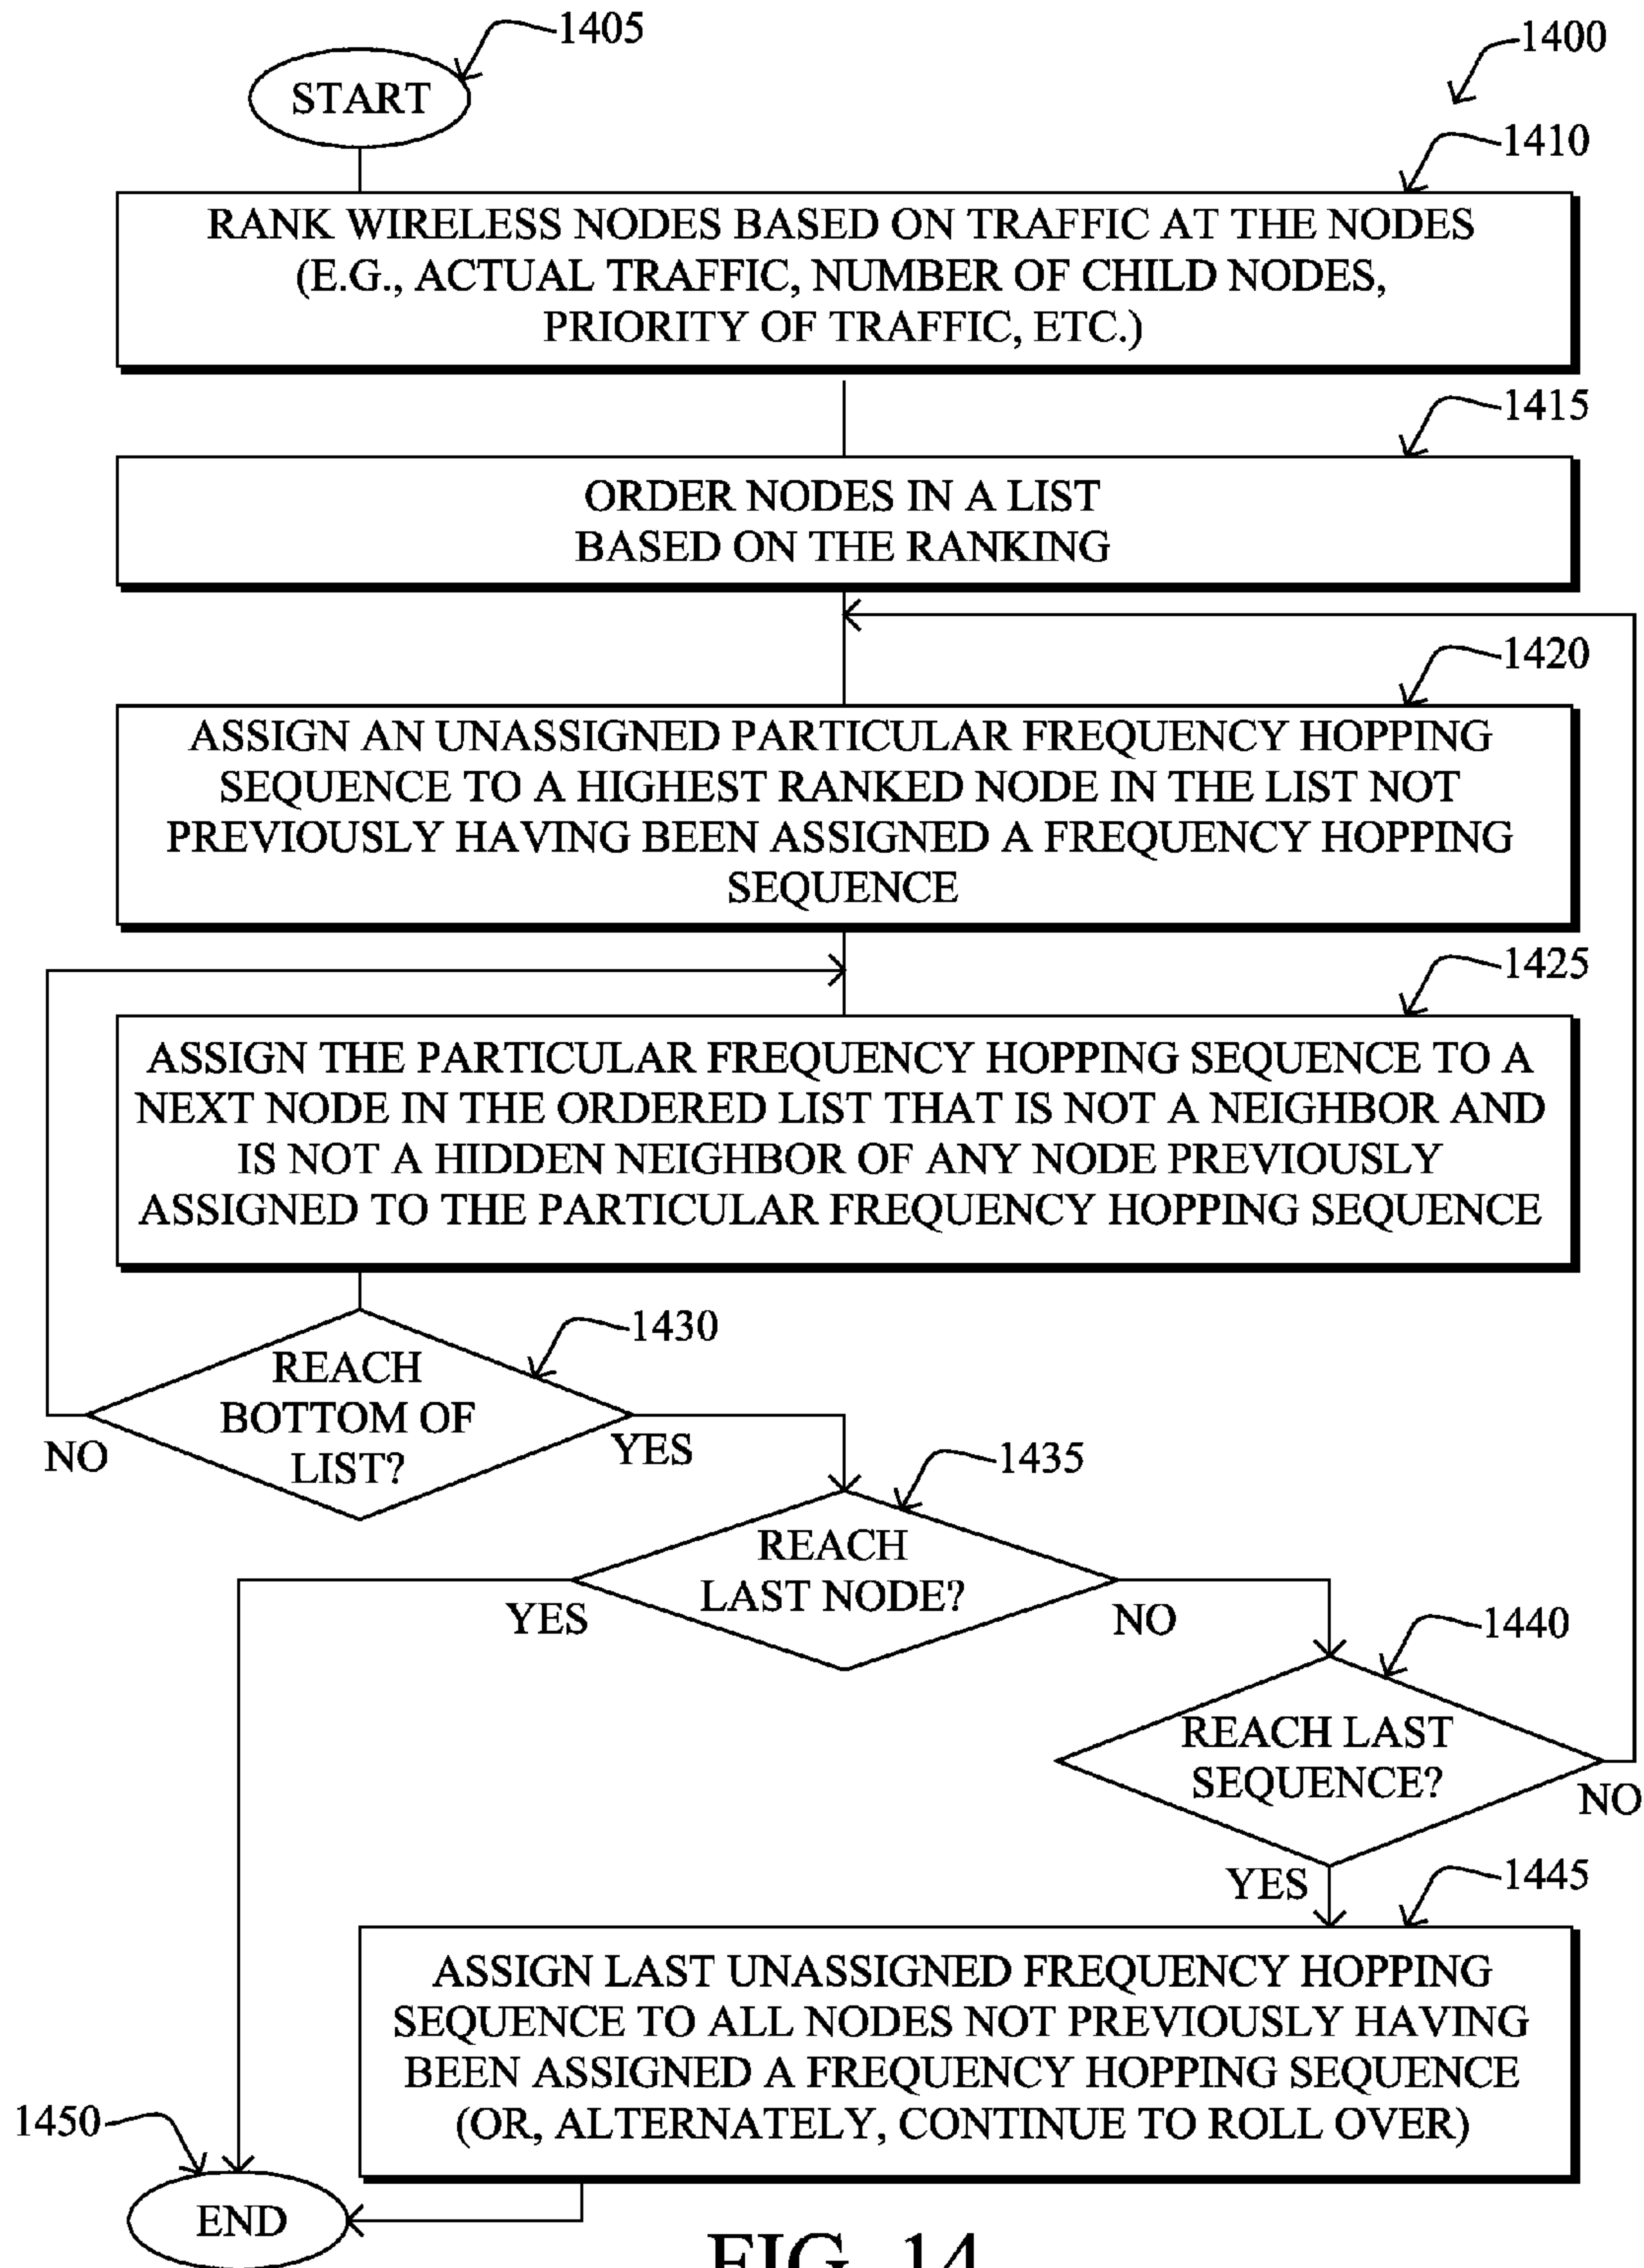 1405
1400
START
1410
RANK WIRELESS NODES BASED ON TRAFFIC AT THE NODES
(E.G., ACTUAL TRAFFIC, NUMBER OF CHILD NODES,
PRIORITY OF TRAFFIC, ETC.)
1415
ORDER NODES IN A LIST
BASED ON THE RANKING
1420
ASSIGN AN UNASSIGNED PARTICULAR FREQUENCY HOPPING
SEQUENCE TO A HIGHEST RANKED NODE IN THE LIST NOT
PREVIOUSLY HAVING BEEN ASSIGNED A FREQUENCY HOPPING
SEQUENCE
1425
ASSIGN THE PARTICULAR FREQUENCY HOPPING SEQUENCE TO A
NEXT NODE IN THE ORDERED LIST THAT IS NOT A NEIGHBOR AND
IS NOT A HIDDEN NEIGHBOR OF ANY NODE PREVIOUSLY
ASSIGNED TO THE PARTICULAR FREQUENCY HOPPING SEQUENCE
1430
REACH
BOTTOM OF
LIST?
NO
YES
1435
REACH
LAST NODE?
YES
NO
1440
REACH LAST
SEQUENCE?
NO
YES
1445
ASSIGN LAST UNASSIGNED FREQUENCY HOPPING
SEQUENCE TO ALL NODES NOT PREVIOUSLY HAVING
BEEN ASSIGNED A FREQUENCY HOPPING SEQUENCE
(OR, ALTERNATELY, CONTINUE TO ROLL OVER)
1450
END
FIG. 14